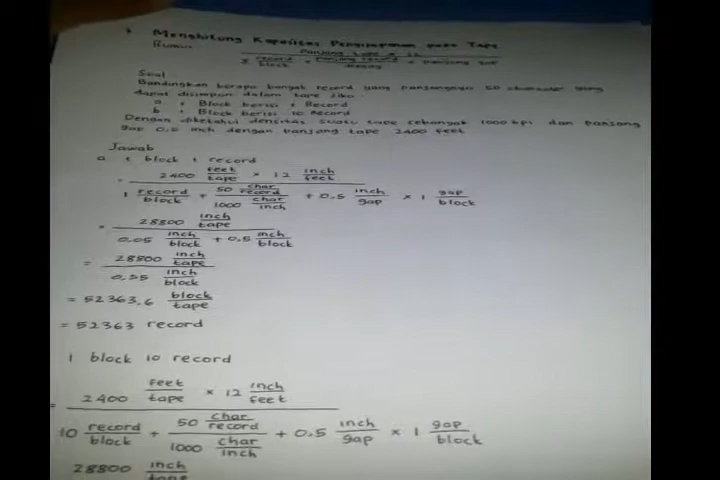 Menghitung Kapasitas Penyimpanan pada Tape
Rumus
Soal
Bandingkan berapa banyak record yang panjangnya 50 character yang
dapat disimpan dalam tape jika
a 1 Block berisi 1 Record
b 1 Block berisi 10 Record
Dengan diketahui densitas suatu tape sebanyak 1000 bpi dan panjang
gap 0.5 inch dengan panjang tape 2400 feet
Jawab
a 1 block 1 record
= 2400 feet/tape × 12 inch/feet
1 record/block + 50 char/record / 1000 char/inch + 0.5 inch/gap × 1 gap/block
= 28800 inch/tape
0.05 inch/block + 0.5 inch/block
= 28800 inch/tape
0.55 inch/block
= 52363,6 block/tape
= 52363 record
1 block 10 record
= 2400 feet/tape × 12 inch/feet
10 record/block + 50 char/record / 1000 char/inch + 0.5 inch/gap × 1 gap/block
28800 inch/tape